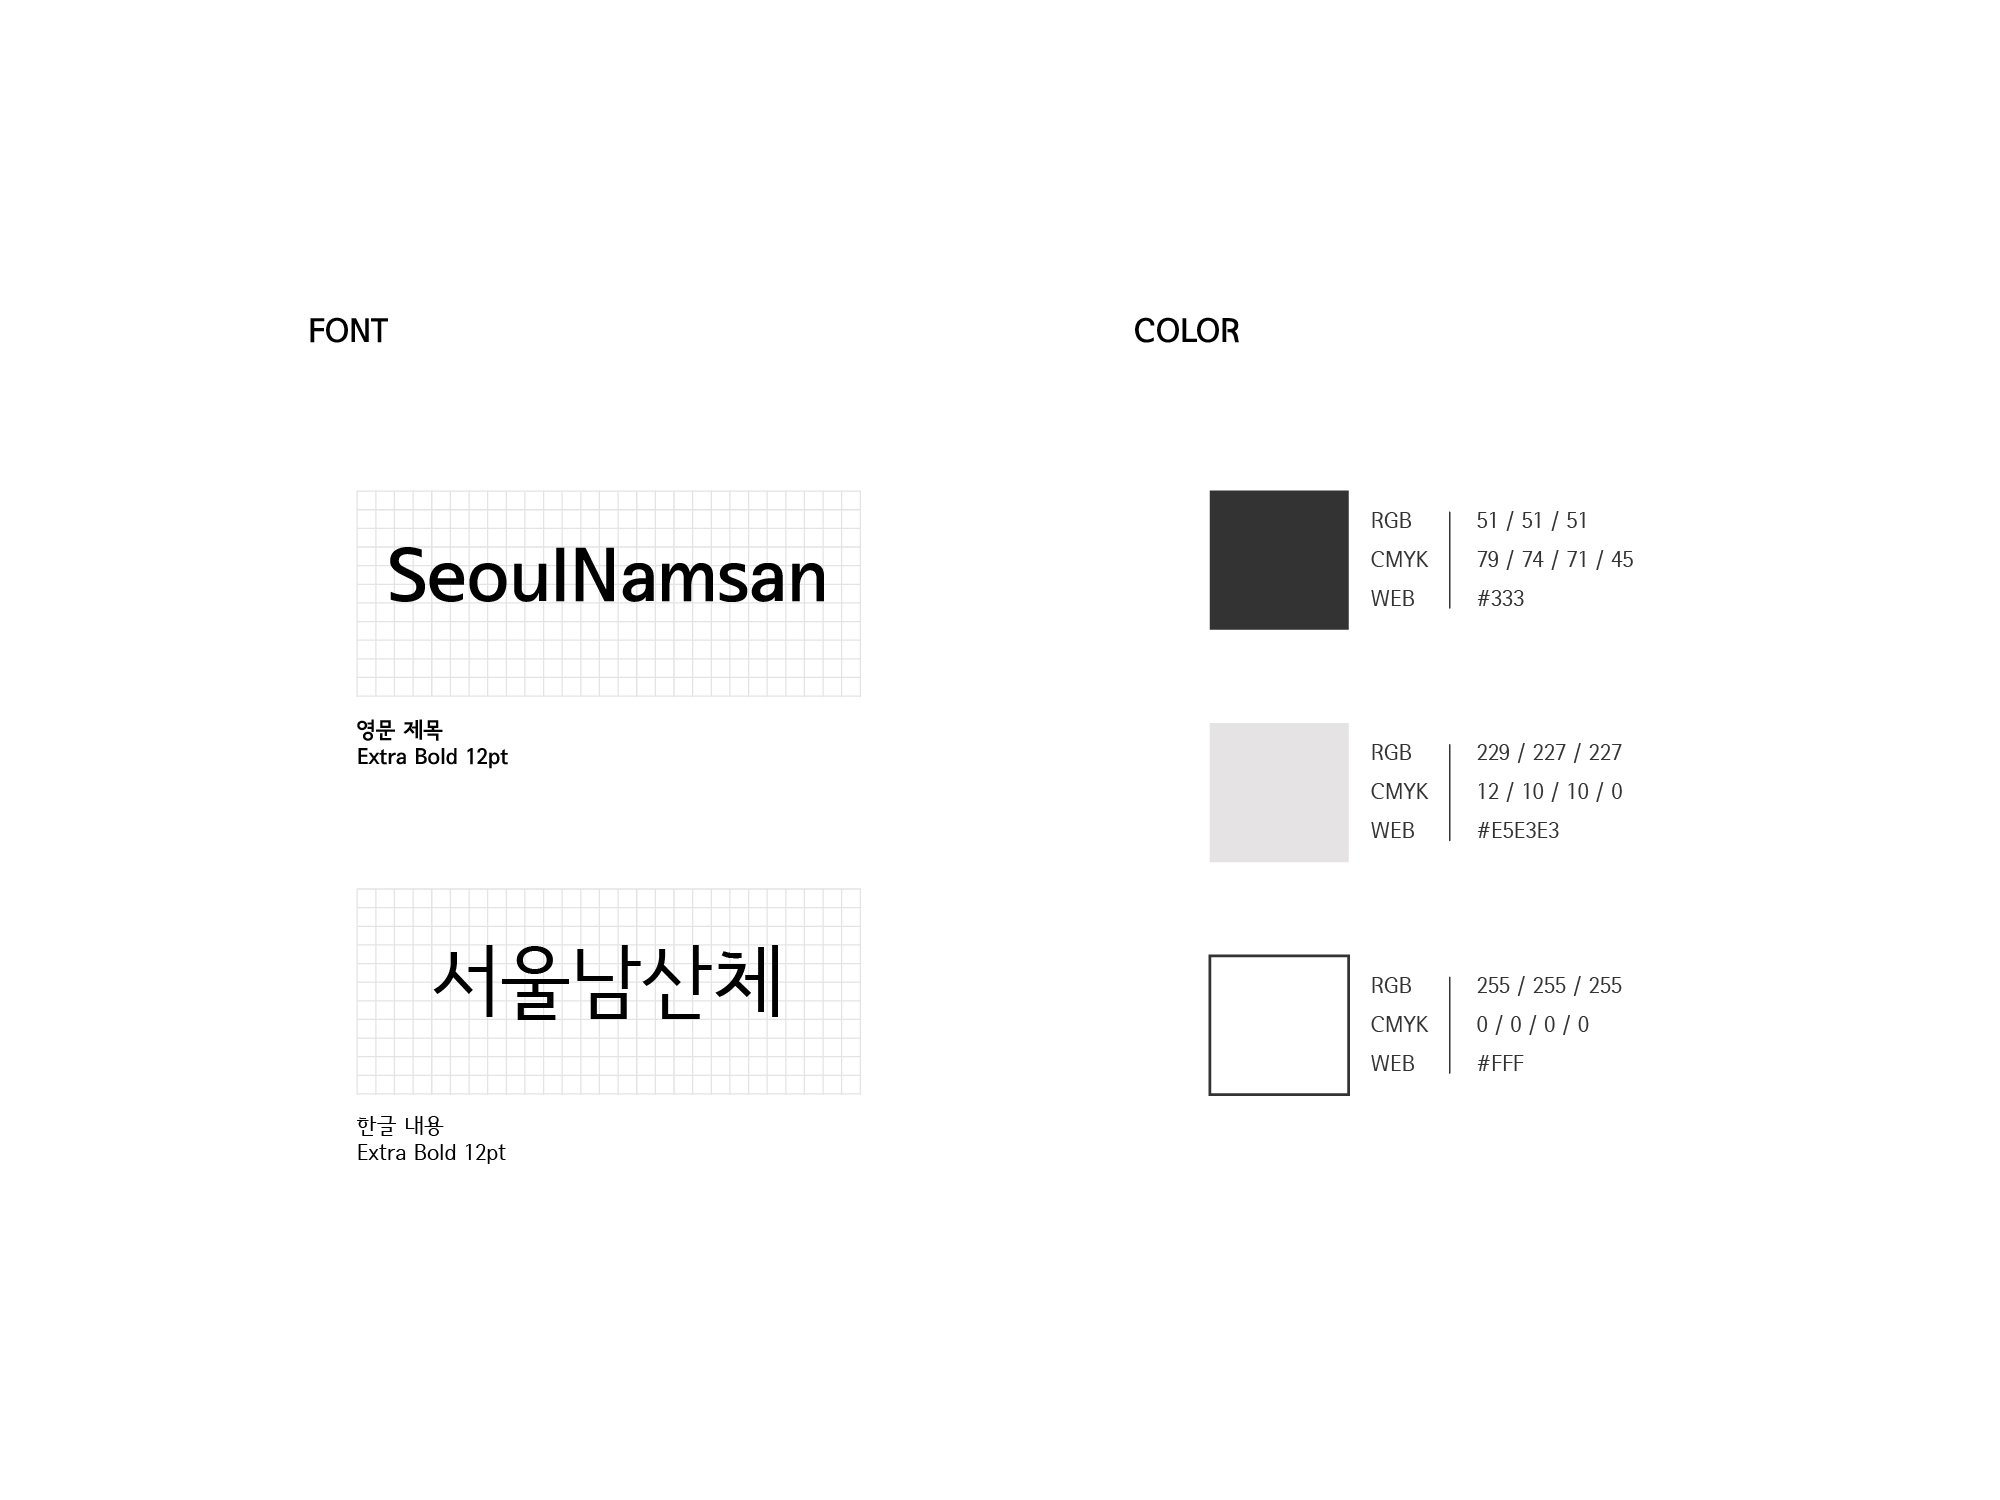 FONT
SeoulNamsan
영문 제목
Extra Bold 12pt
서울남산체
한글 내용
Extra Bold 12pt
COLOR
RGB 51 / 51 / 51
CMYK 79 / 74 / 71 / 45
WEB #333
RGB 229 / 227 / 227
CMYK 12 / 10 / 10 / 0
WEB #E5E3E3
RGB 255 / 255 / 255
CMYK 0 / 0 / 0 / 0
WEB #FFF